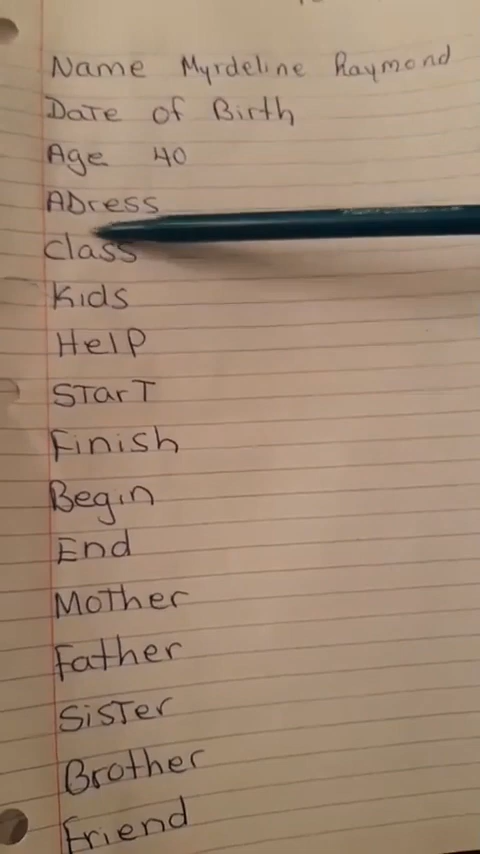 Name Myrdeline Raymond
Date of Birth
Age 40
ADress
Class
Kids
Help
STarT
Finish
Begin
End
MoTher
Father
SisTer
Brother
Friend